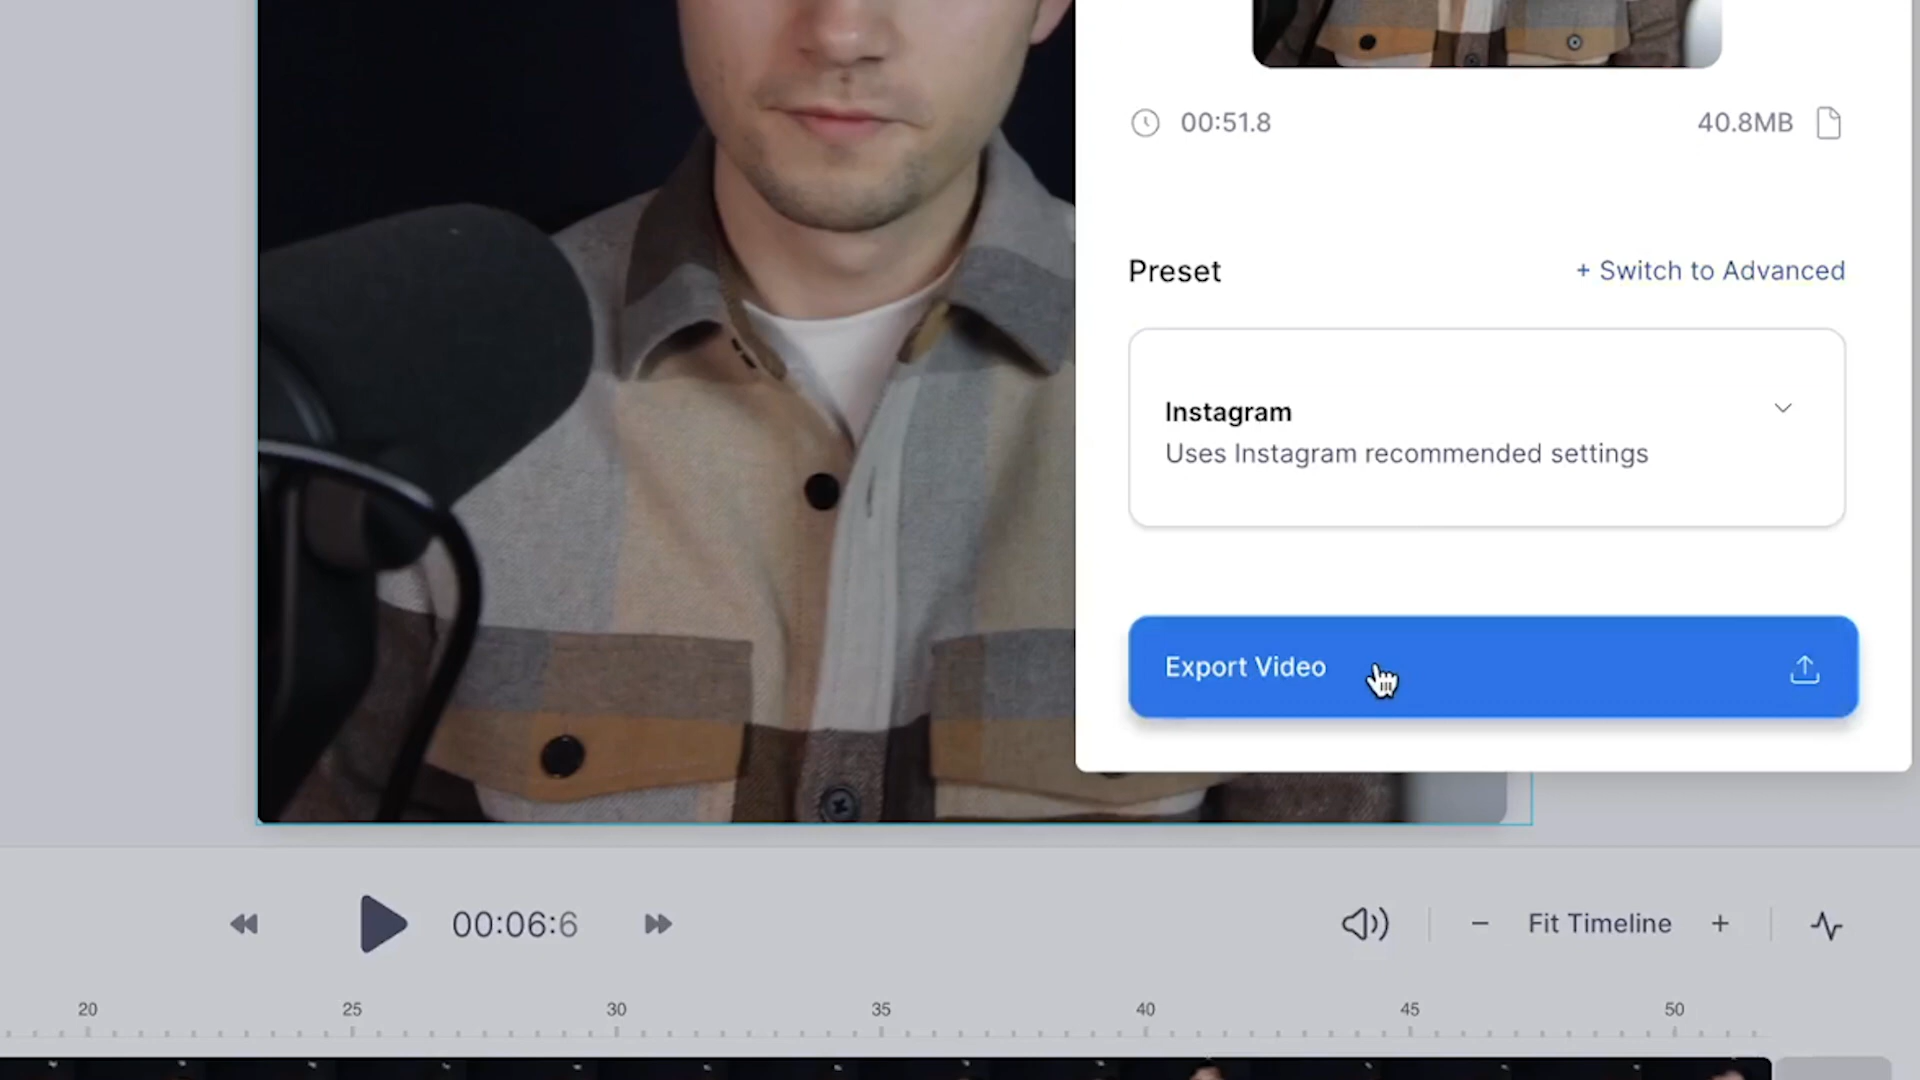 00:51.8
40.8MB
Preset
+ Switch to Advanced
Instagram
Uses Instagram recommended settings
Export Video
00:06:6
− Fit Timeline +
20 25 30 35 40 45 50